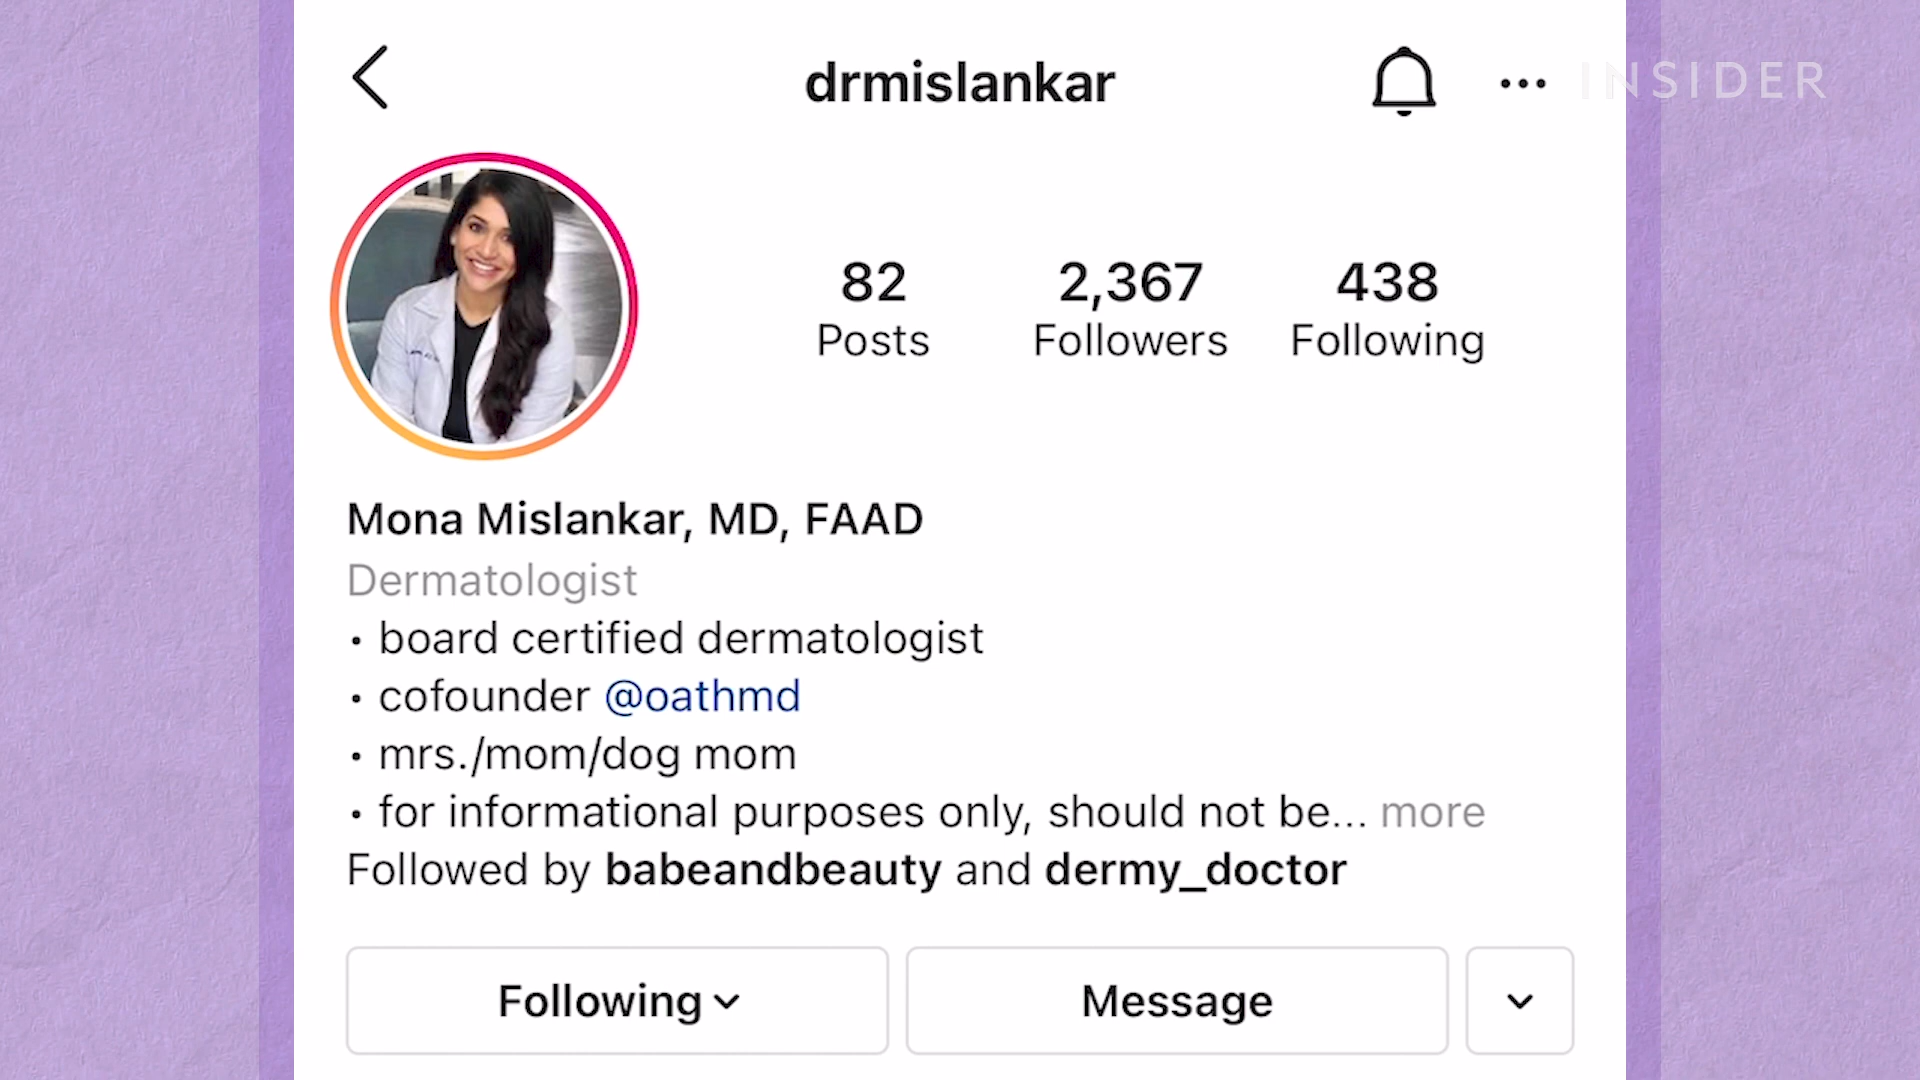 drmislankar
INSIDER
82
Posts
2,367
Followers
438
Following
Mona Mislankar, MD, FAAD
Dermatologist
• board certified dermatologist
• cofounder @oathmd
• mrs./mom/dog mom
• for informational purposes only, should not be... more
Followed by babeandbeauty and dermy_doctor
Following
Message